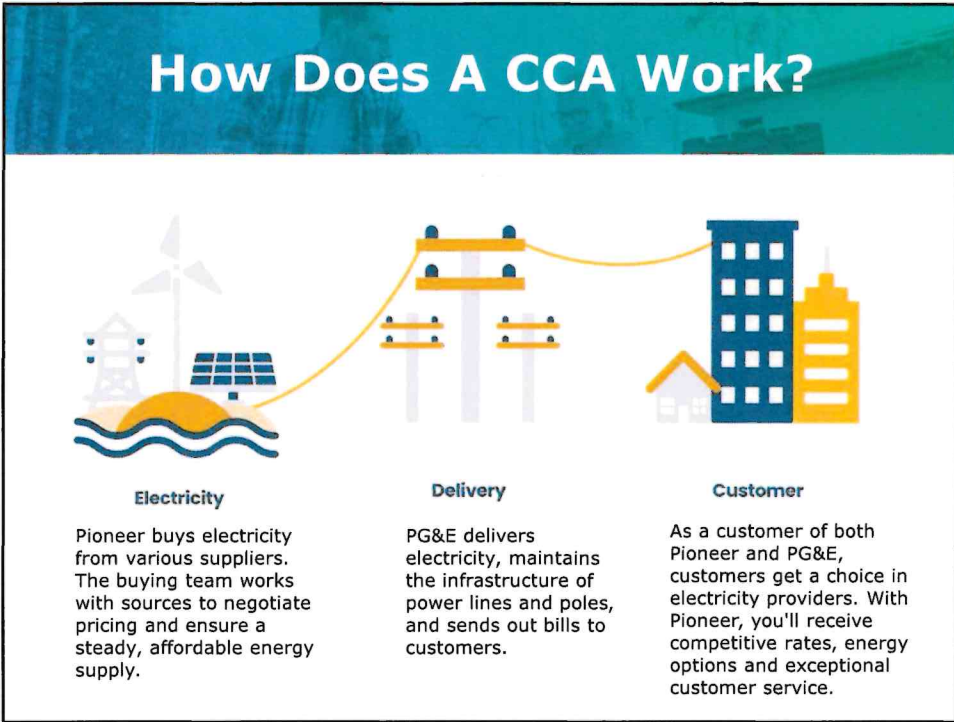 How Does A CCA Work?
Electricity
Pioneer buys electricity
from various suppliers.
The buying team works
with sources to negotiate
pricing and ensure a
steady, affordable energy
supply.
Delivery
PG&E delivers
electricity, maintains
the infrastructure of
power lines and poles,
and sends out bills to
customers.
Customer
As a customer of both
Pioneer and PG&E,
customers get a choice in
electricity providers. With
Pioneer, you'll receive
competitive rates, energy
options and exceptional
customer service.